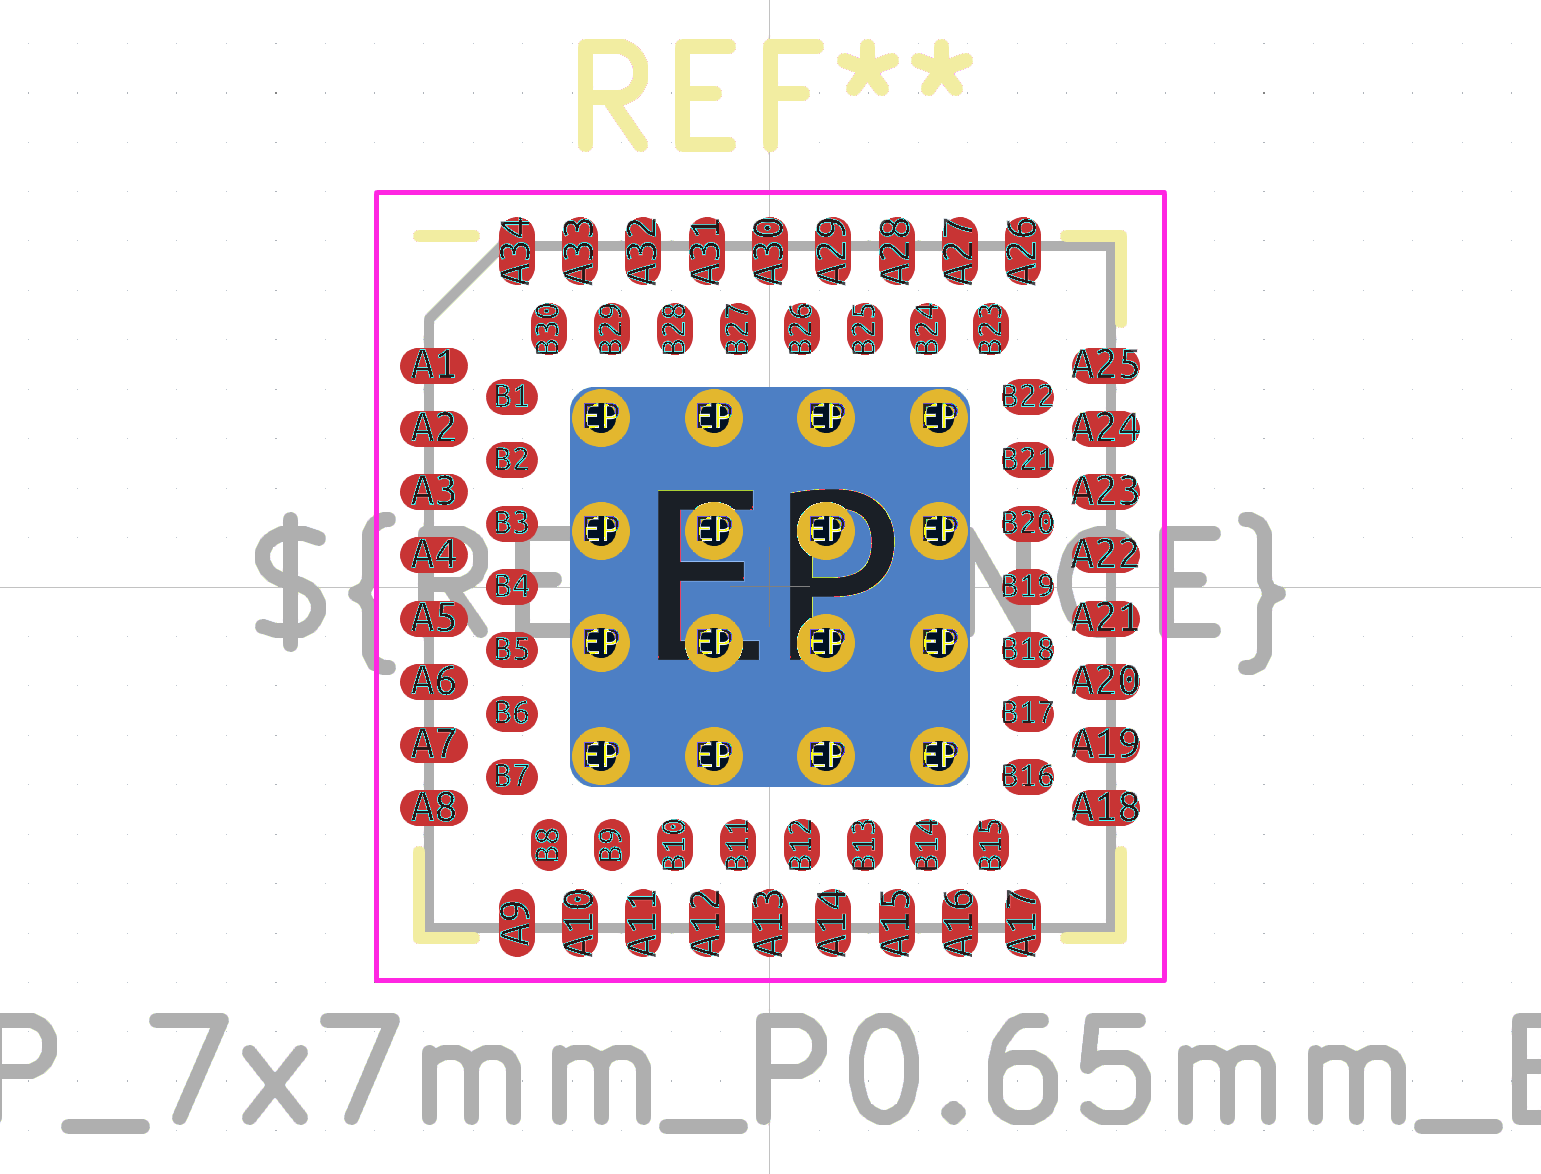 REF**
A34 A33 A32 A31 A30 A29 A28 A27 A26
B30 B29 B28 B27 B26 B25 B24 B23
A1 A25
B1 B22
EP EP EP EP
A2 A24
B2 B21
A3 A23
B3 B20
EP EP EP EP
A4 A22
EP
B4 B19
A5 A21
EP EP EP EP
B5 B18
A6 A20
B6 B17
A7 A19
EP EP EP EP
B7 B16
A8 A18
B8 B9 B10 B11 B12 B13 B14 B15
A9 A10 A11 A12 A13 A14 A15 A16 A17
P_7x7mm_P0.65mm_E